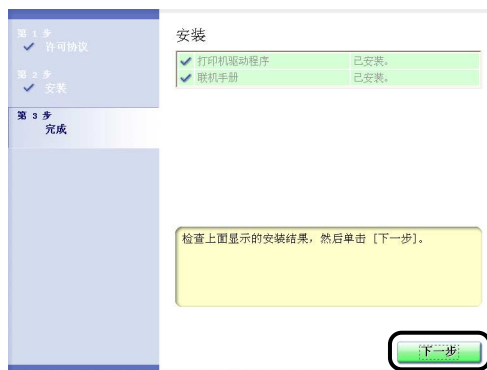 第 1 步
许可协议
第 2 步
安装
第 3 步
完成
安装
打印机驱动程序 已安装。
联机手册 已安装。
检查上面显示的安装结果，然后单击 [下一步]。
下一步